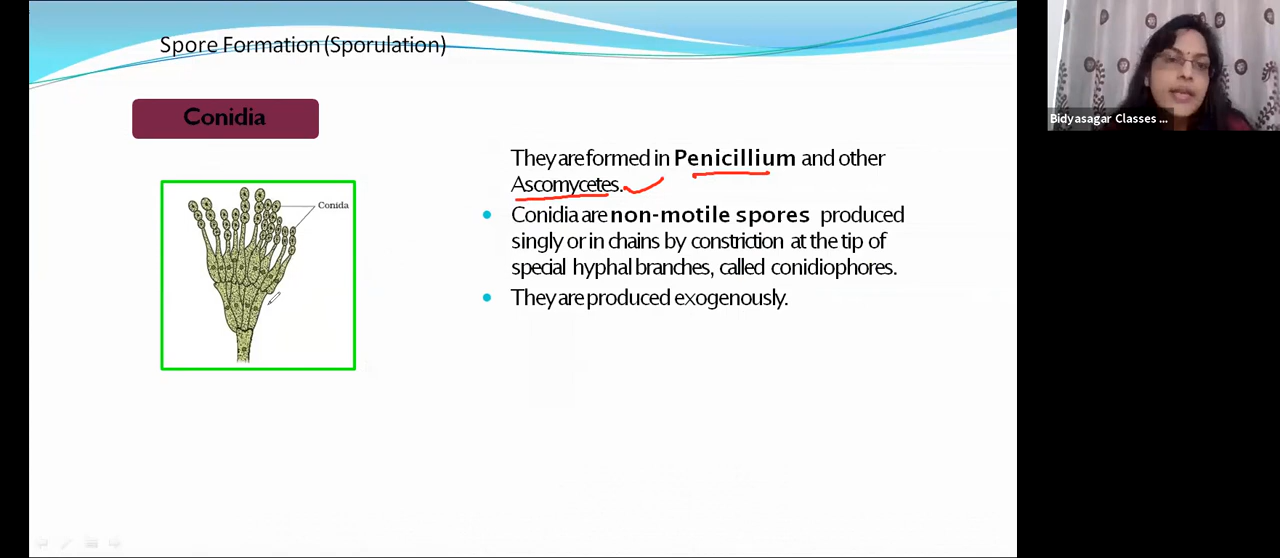 Spore Formation (Sporulation)
Conidia
Conida
They are formed in Penicillium and other
Ascomycetes.
Conidia are non-motile spores produced
singly or in chains by constriction at the tip of
special hyphal branches, called conidiophores.
They are produced exogenously.
Bidyasagar Classes ...